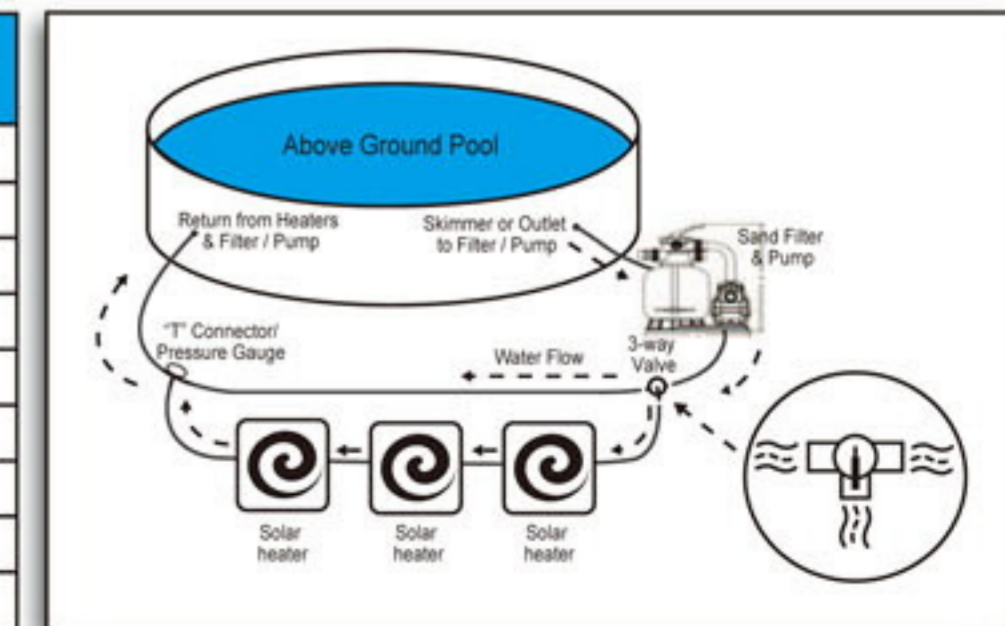 Above Ground Pool
Return from Heaters
& Filter / Pump
Skimmer or Outlet
to Filter / Pump
Sand Filter
& Pump
"T" Connector/
Pressure Gauge
Water Flow
3-way
Valve
Solar
heater
Solar
heater
Solar
heater